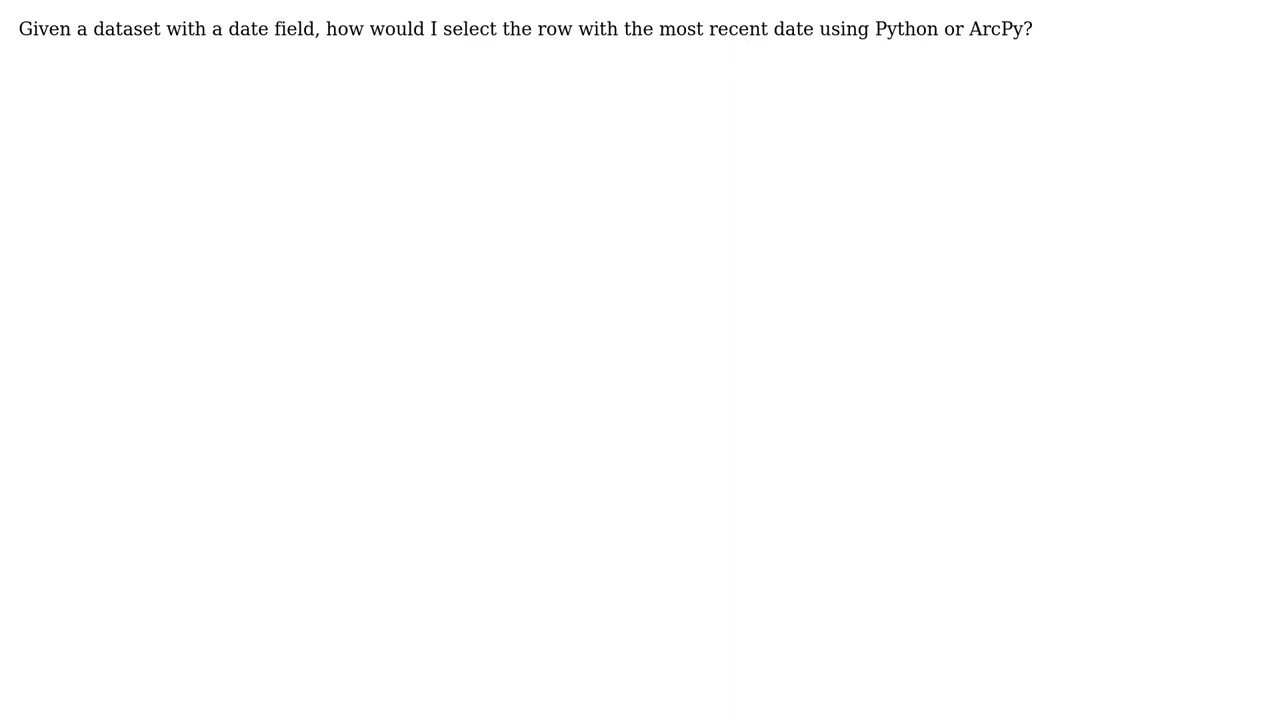 Given a dataset with a date field, how would I select the row with the most recent date using Python or ArcPy?